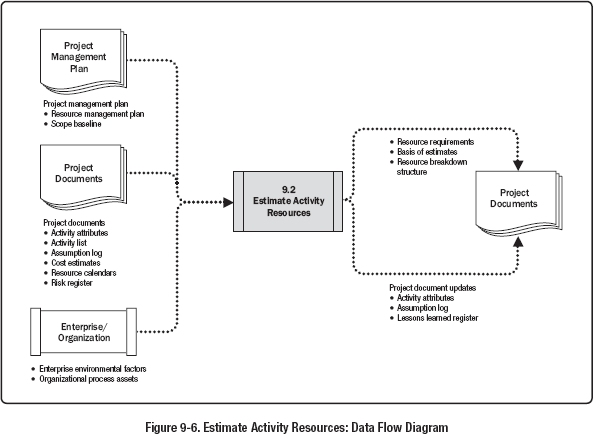 Project
Management
Plan
Project management plan
• Resource management plan
• Scope baseline
Project
Documents
Project documents
• Activity attributes
• Activity list
• Assumption log
• Cost estimates
• Resource calendars
• Risk register
Enterprise/
Organization
• Enterprise environmental factors
• Organizational process assets
9.2
Estimate Activity
Resources
• Resource requirements
• Basis of estimates
• Resource breakdown
structure
Project
Documents
Project document updates
• Activity attributes
• Assumption log
• Lessons learned register
Figure 9-6. Estimate Activity Resources: Data Flow Diagram